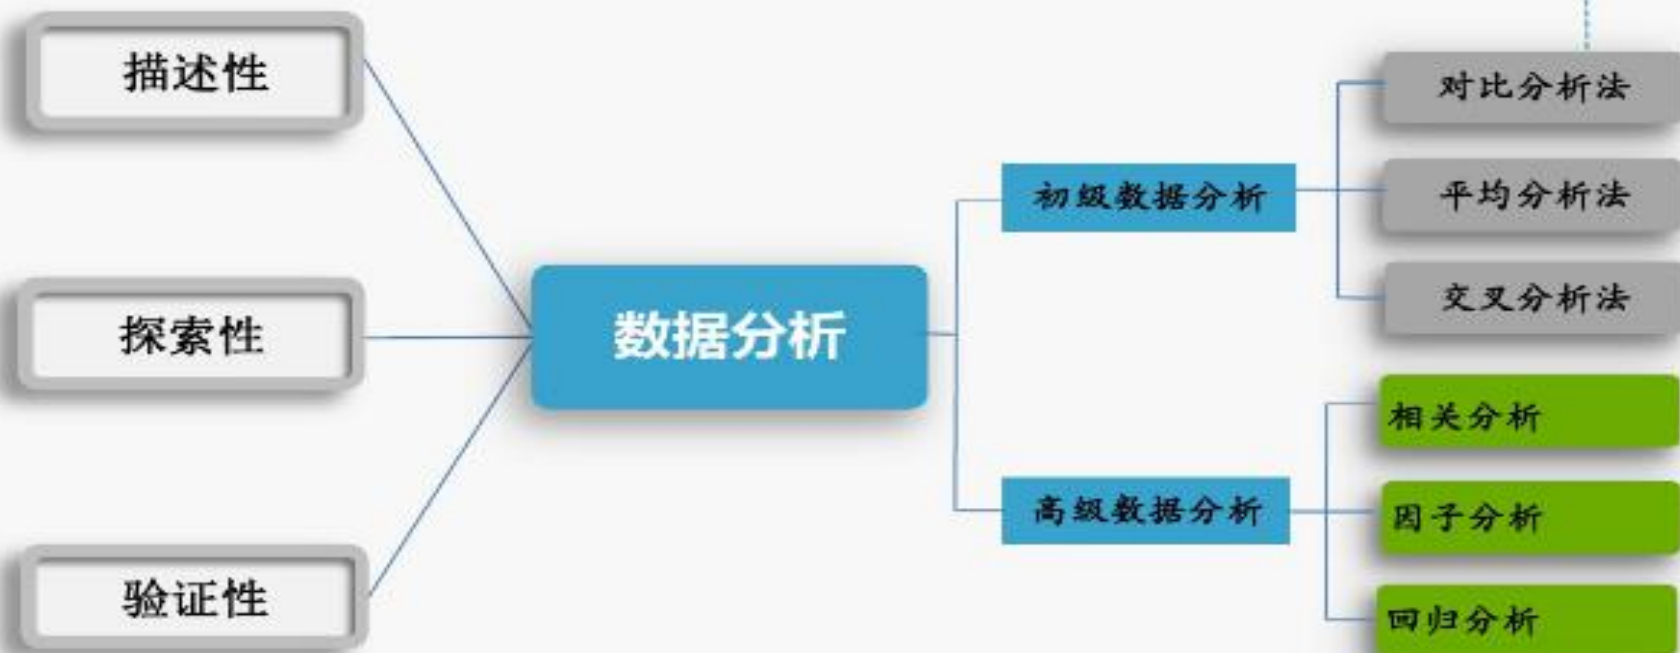 描述性
探索性
验证性
数据分析
初级数据分析
高级数据分析
对比分析法
平均分析法
交叉分析法
相关分析
因子分析
回归分析